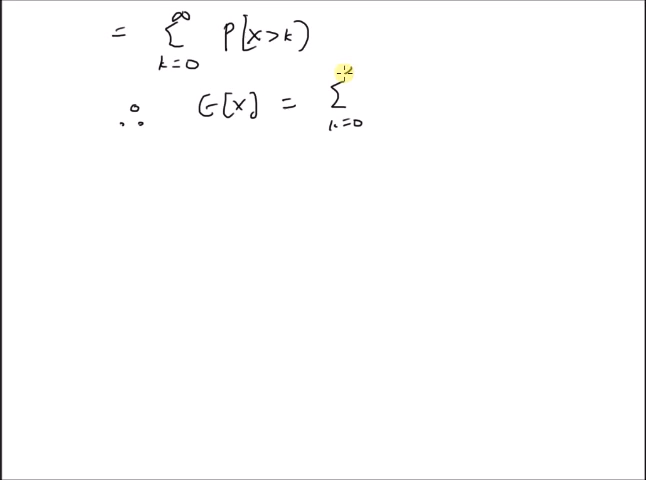 = ∞ Σ k=0 P(x>k)
∴ E[x] = Σ k=0